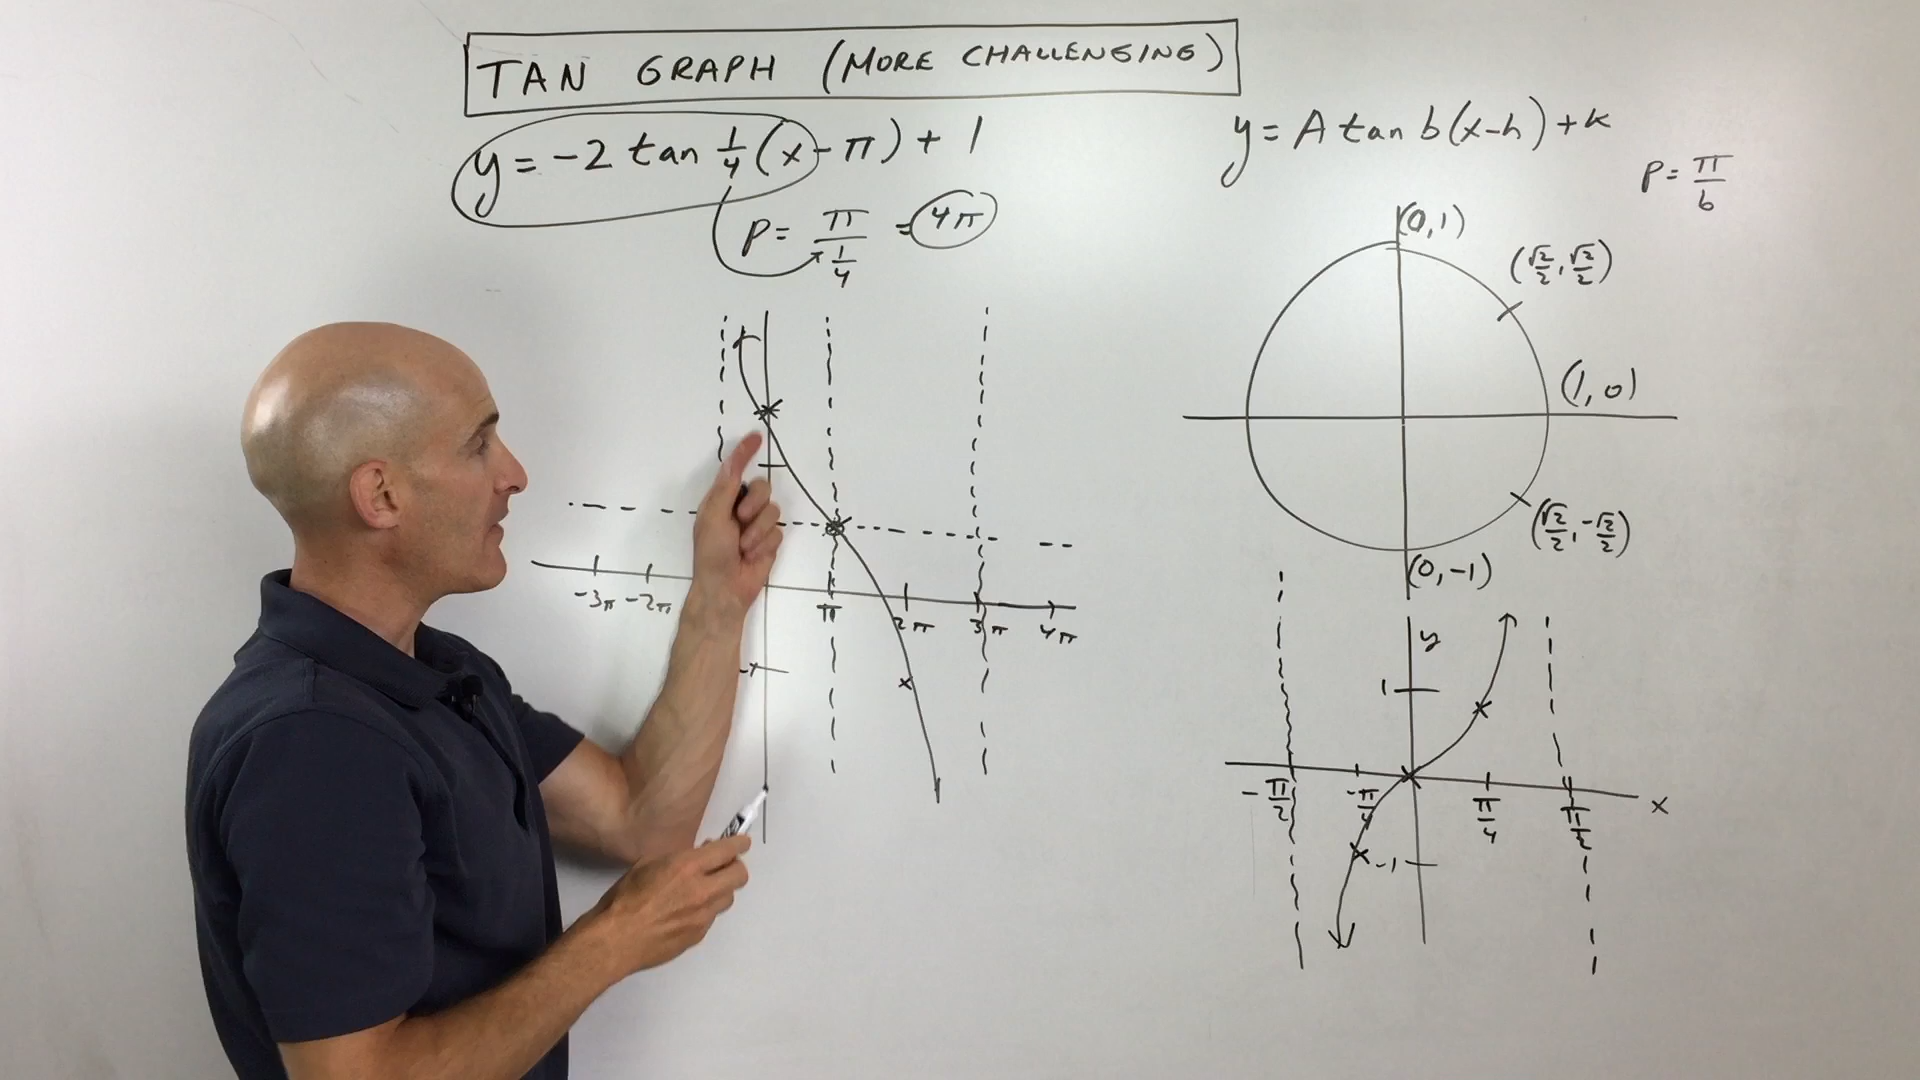 TAN GRAPH (MORE CHALLENGING)
y = -2 tan 1/4 (x - π) + 1
P = π / 1/4 = 4π
y = A tan b(x-h) + k
P = π/b
(0,1)
(√2/2, √2/2)
(1,0)
(√2/2, -√2/2)
(0,-1)
-3π -2π π 2π 3π 4π
y
1
-π/2 -π/4 π/4 π/2 x
-1